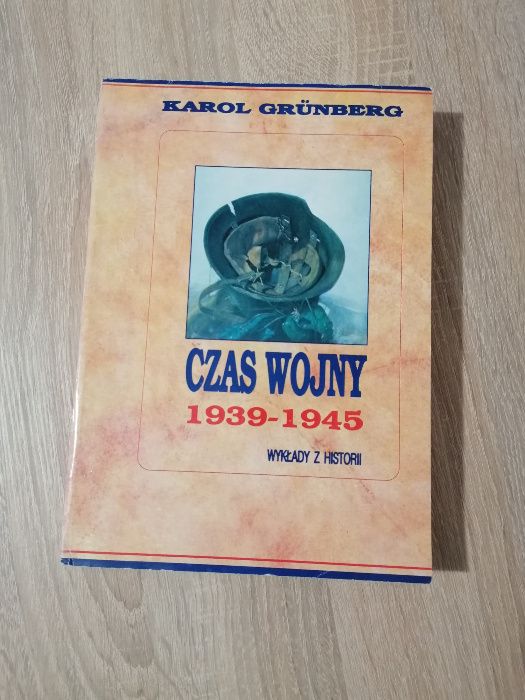 KAROL GRÜNBERG
CZAS WOJNY
1939-1945
WYKŁADY Z HISTORII